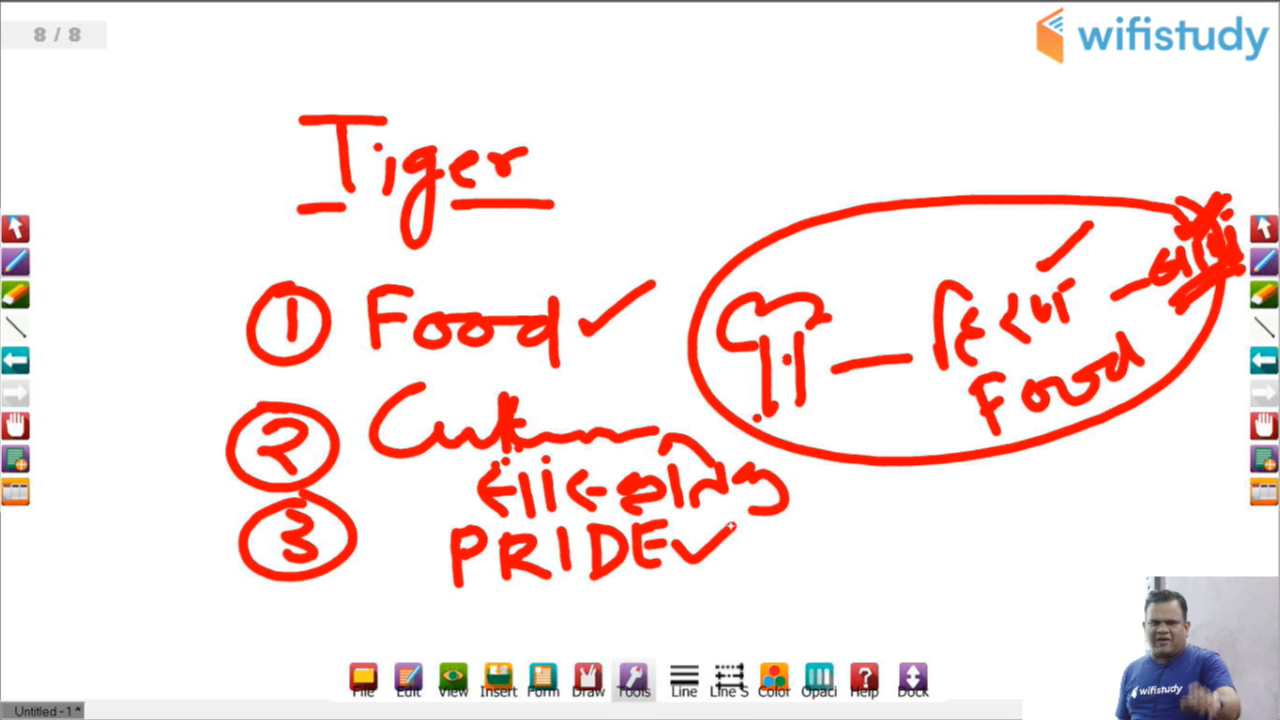 8 / 8
wifistudy
Tiger
1 Food
2
3 PRIDE
Food
wifistudy
File Edit View Insert Form Draw Tools Line Line S Color Opaci Help Dock
Untitled - 1 *